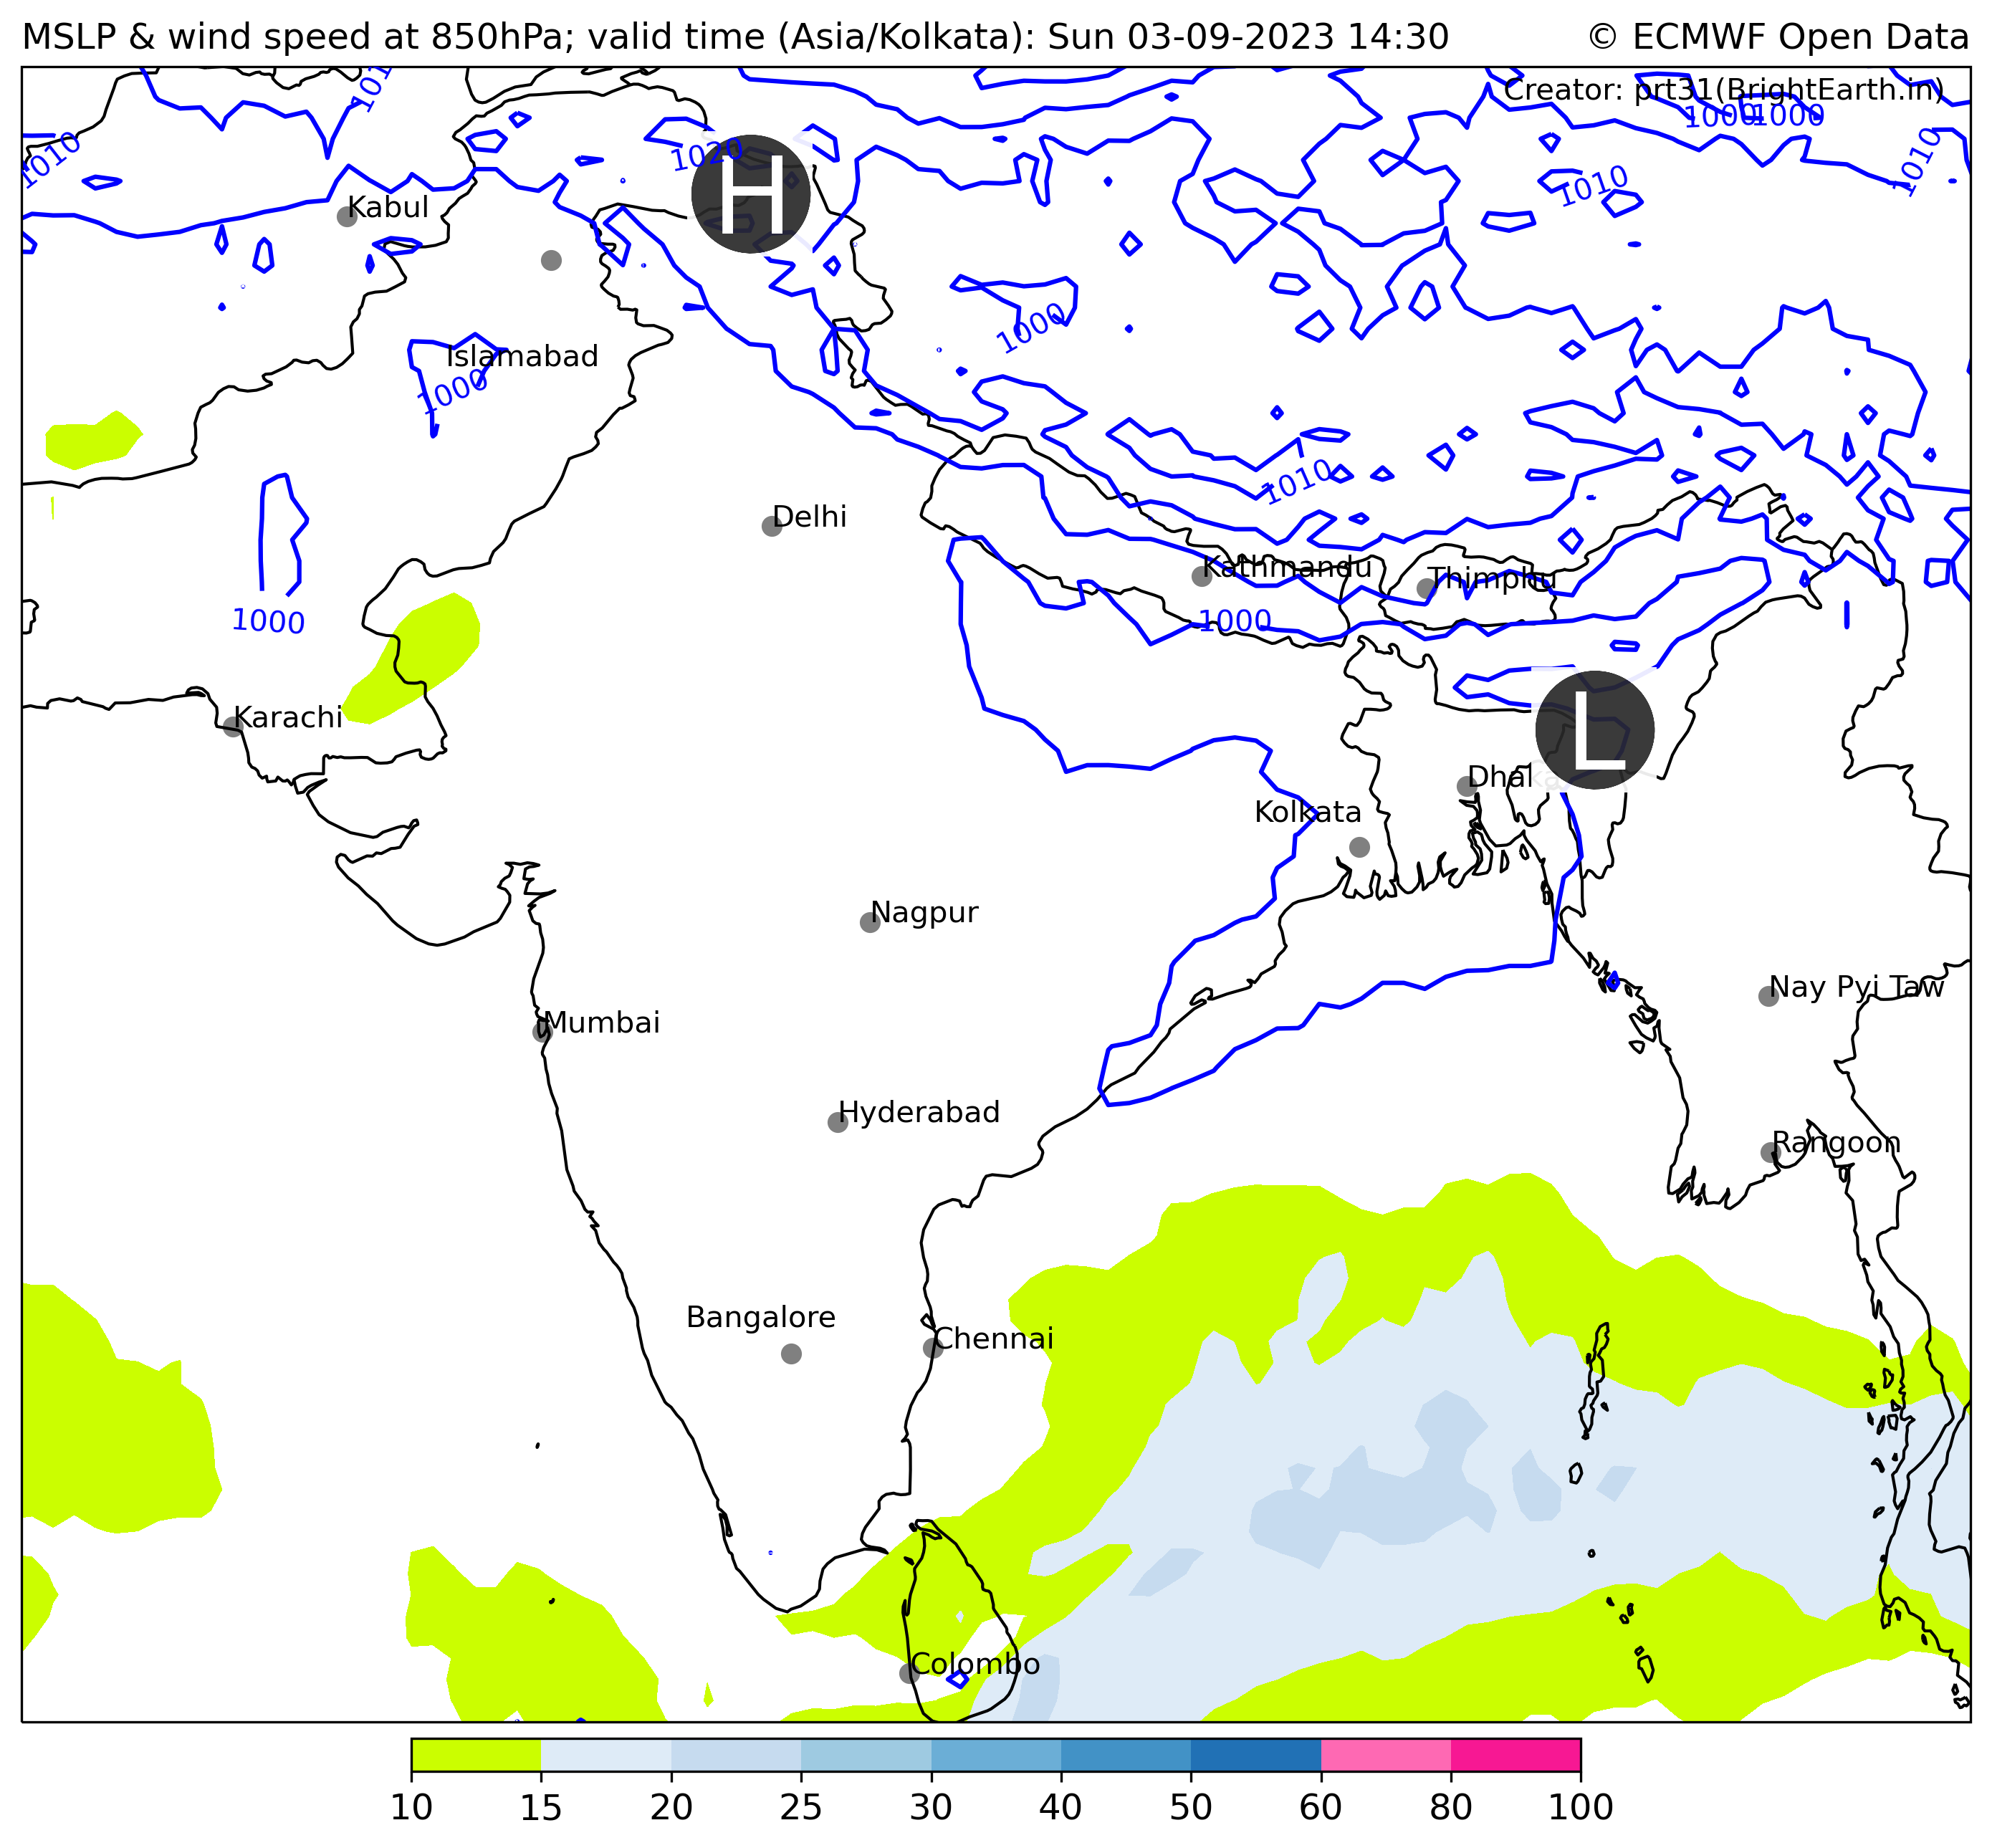 MSLP & wind speed at 850hPa; valid time (Asia/Kolkata): Sun 03-09-2023 14:30 © ECMWF Open Data
Creator: prt31(BrightEarth.in)
1000 1000
1010
1010
1020
1010
H
Kabul
1000
Islamabad
1000
1010
Delhi
Kathmandu
Thimphu
1000
1000
Karachi
L
Dhaka
Kolkata
Nagpur
Nay Pyi Taw
Mumbai
Hyderabad
Rangoon
Bangalore
Chennai
Colombo
10 15 20 25 30 40 50 60 80 100